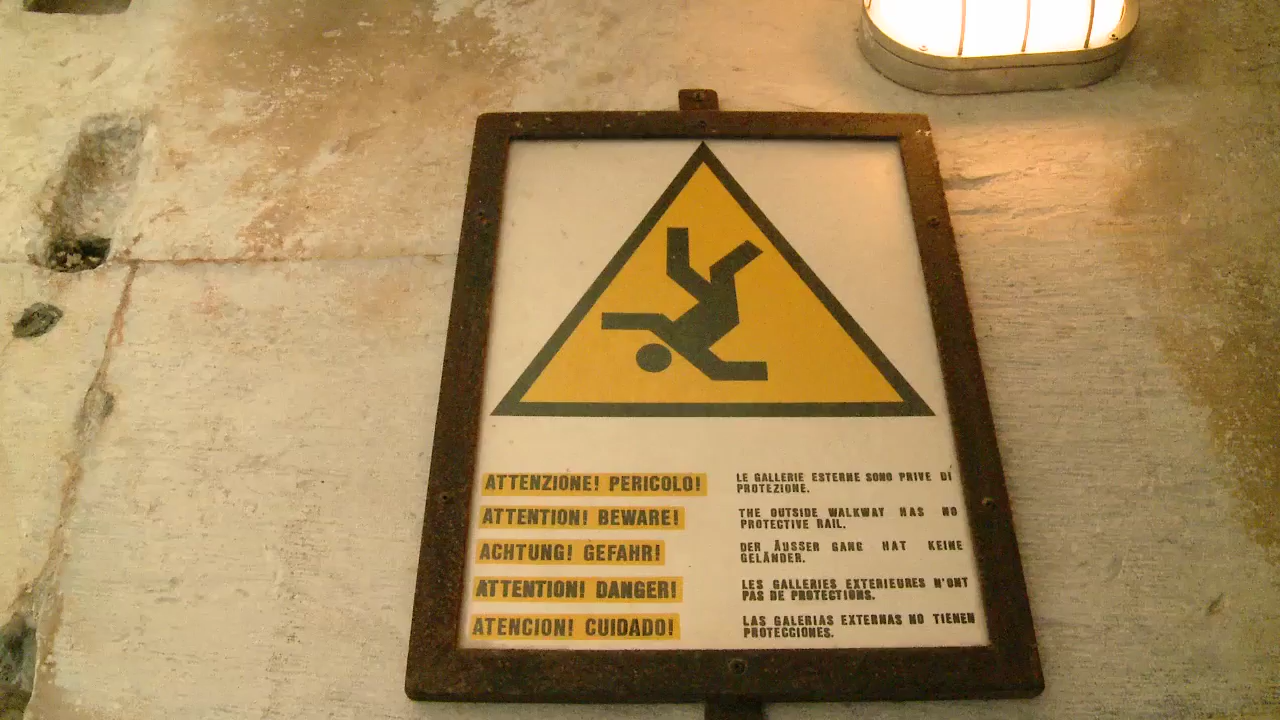 ATTENZIONE! PERICOLO!
LE GALLERIE ESTERNE SONO PRIVE DI
PROTEZIONE.
ATTENTION! BEWARE!
THE OUTSIDE WALKWAY HAS NO
PROTECTIVE RAIL.
ACHTUNG! GEFAHR!
DER ÄUSSER GANG HAT KEINE
GELÄNDER.
ATTENTION! DANGER!
LES GALLERIES EXTERIEURES N'ONT
PAS DE PROTECTIONS.
ATENCION! CUIDADO!
LAS GALERIAS EXTERNAS NO TIENEN
PROTECCIONES.